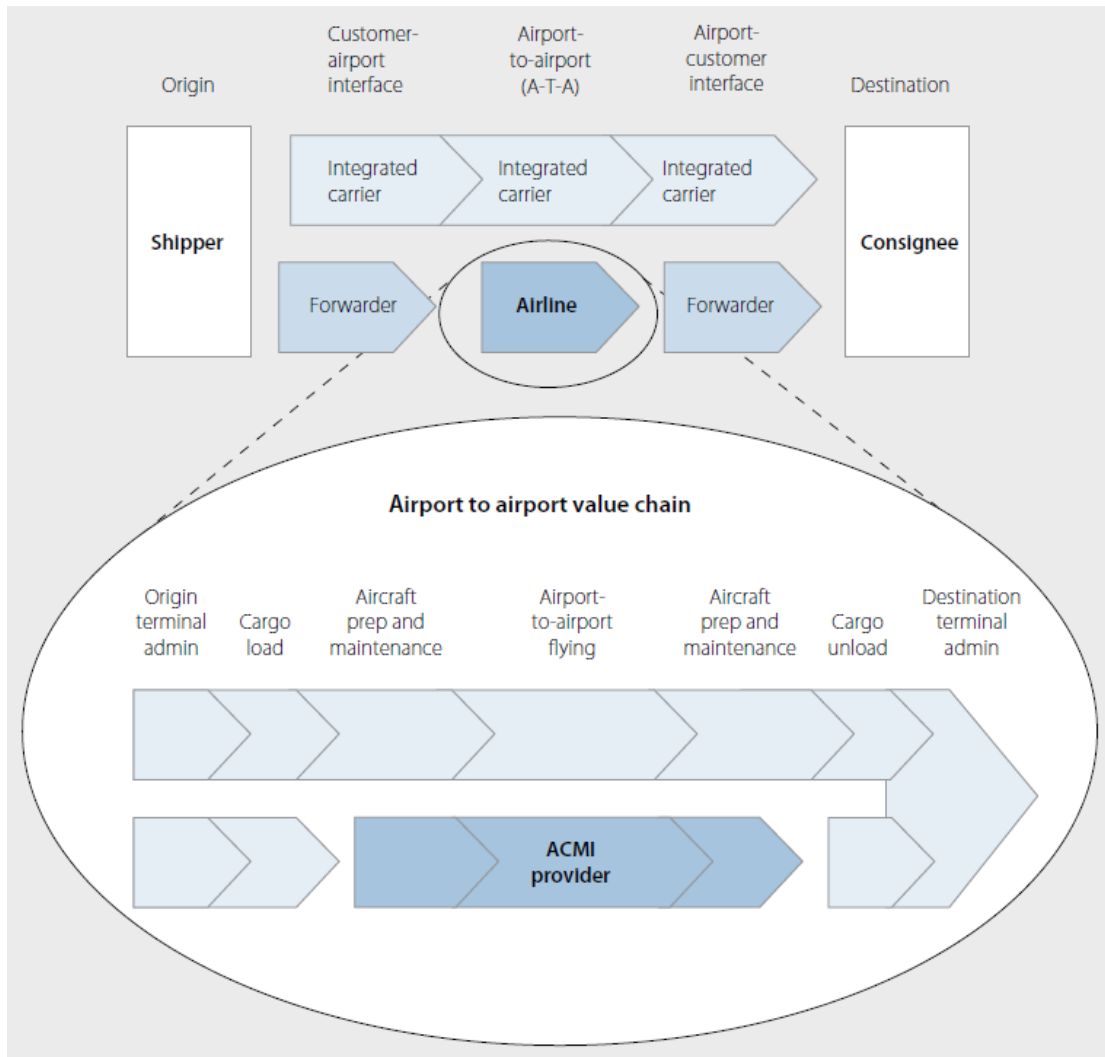 Origin
Customer-
airport
interface
Airport-
to-airport
(A-T-A)
Airport-
customer
interface
Destination
Shipper
Integrated
carrier
Integrated
carrier
Integrated
carrier
Consignee
Forwarder
Airline
Forwarder
Airport to airport value chain
Origin
terminal
admin
Cargo
load
Aircraft
prep and
maintenance
Airport-
to-airport
flying
Aircraft
prep and
maintenance
Cargo
unload
Destination
terminal
admin
ACMI
provider